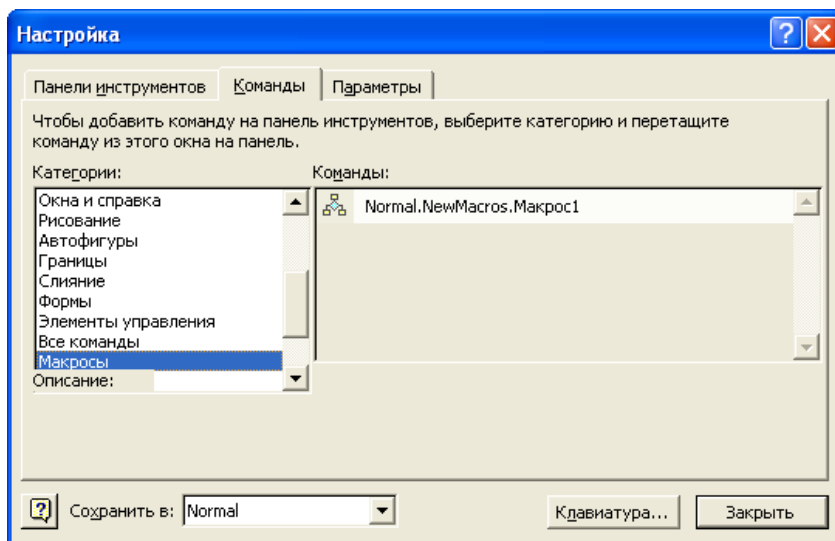 Настройка
Панели инструментов Команды Параметры
Чтобы добавить команду на панель инструментов, выберите категорию и перетащите
команду из этого окна на панель.
Категории: Команды:
Окна и справка
Рисование
Автофигуры
Границы
Слияние
Формы
Элементы управления
Все команды
Макросы
Normal.NewMacros.Макрос1
Описание:
Сохранить в: Normal Клавиатура... Закрыть